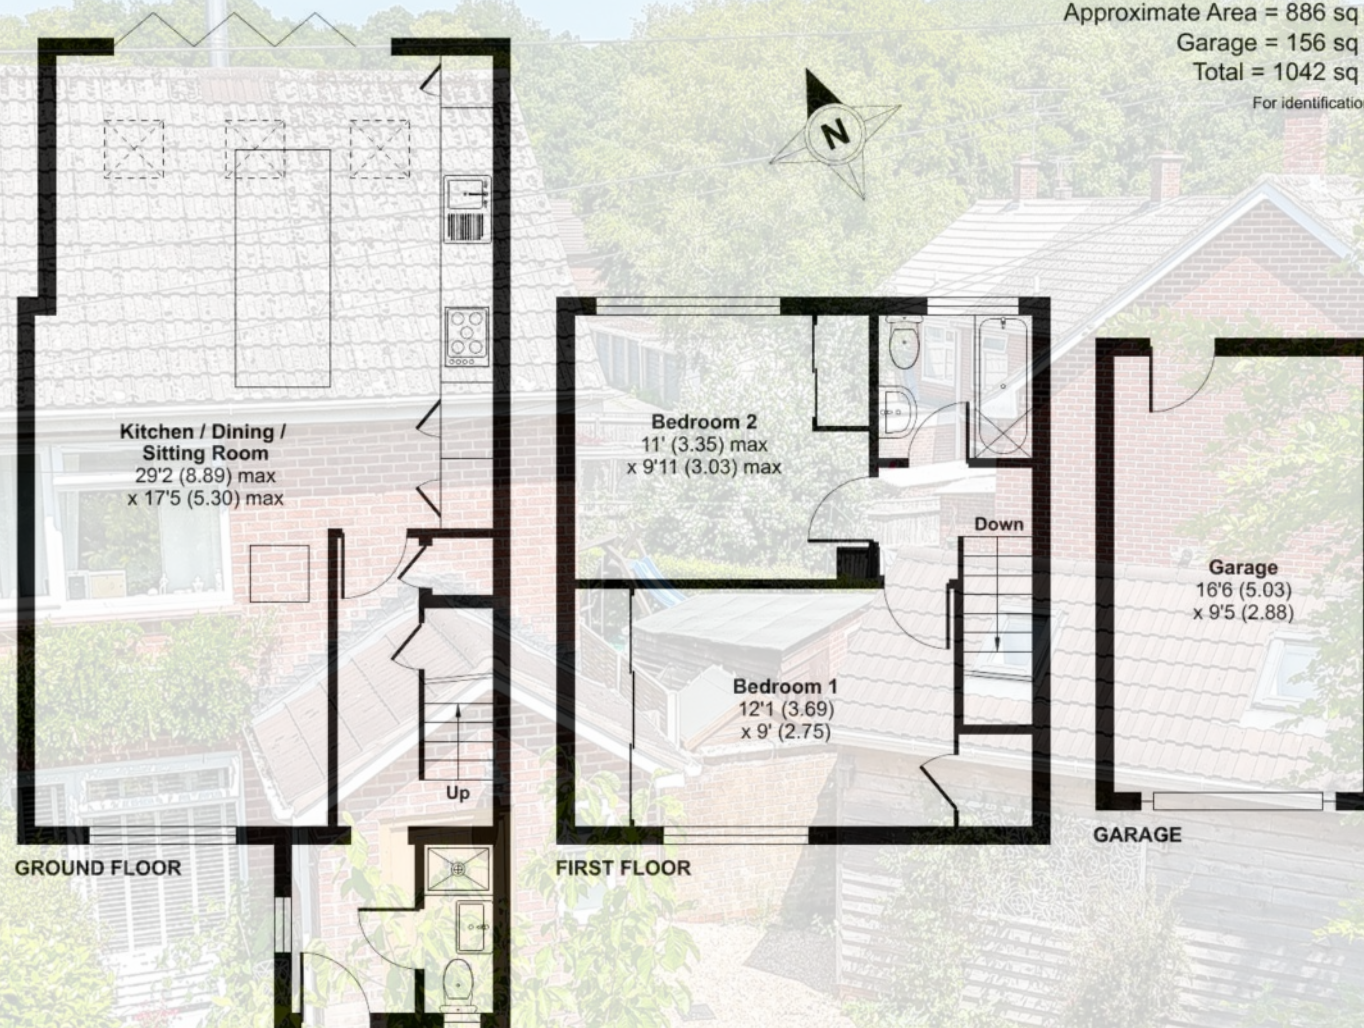 Approximate Area = 886 sq
Garage = 156 sq
Total = 1042 sq
For identification
N
Kitchen / Dining /
Sitting Room
29'2 (8.89) max
x 17'5 (5.30) max
Up
GROUND FLOOR
Bedroom 2
11' (3.35) max
x 9'11 (3.03) max
Down
Bedroom 1
12'1 (3.69)
x 9' (2.75)
FIRST FLOOR
Garage
16'6 (5.03)
x 9'5 (2.88)
GARAGE